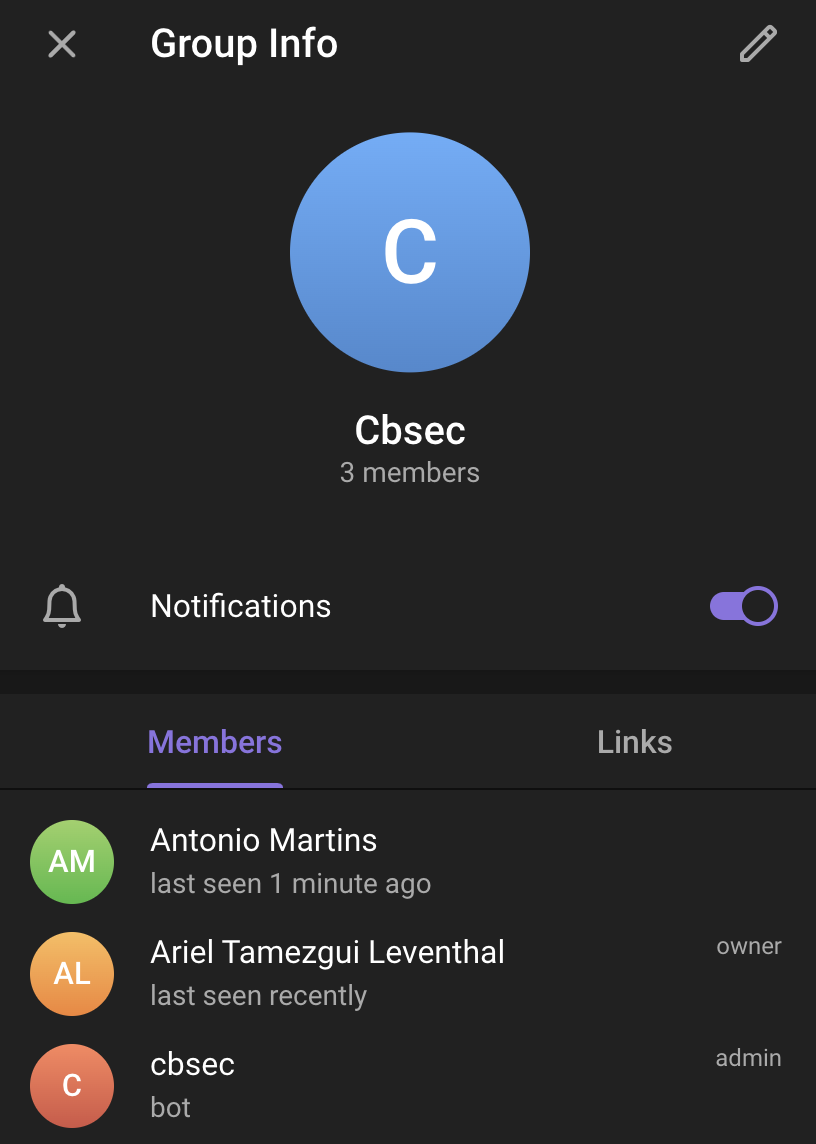 Group Info
C
Cbsec
3 members
Notifications
Members
Links
AM
Antonio Martins
last seen 1 minute ago
AL
Ariel Tamezgui Leventhal
owner
last seen recently
C
cbsec
admin
bot